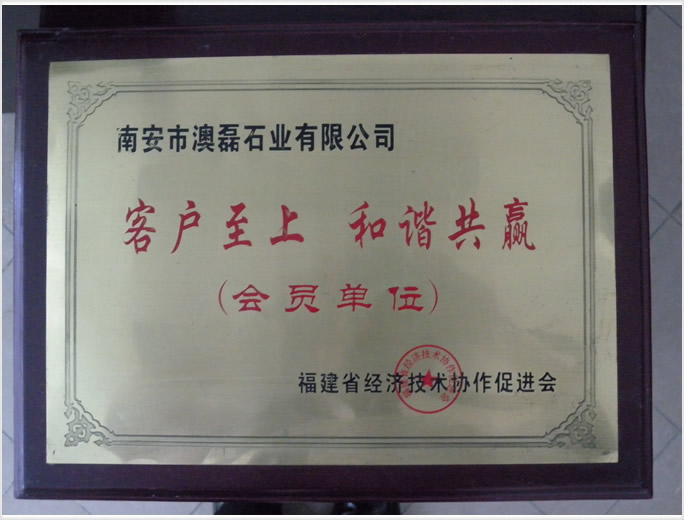 南安市澳磊石业有限公司
客户至上 和谐共赢
(会员单位)
福建省经济技术协作促进会